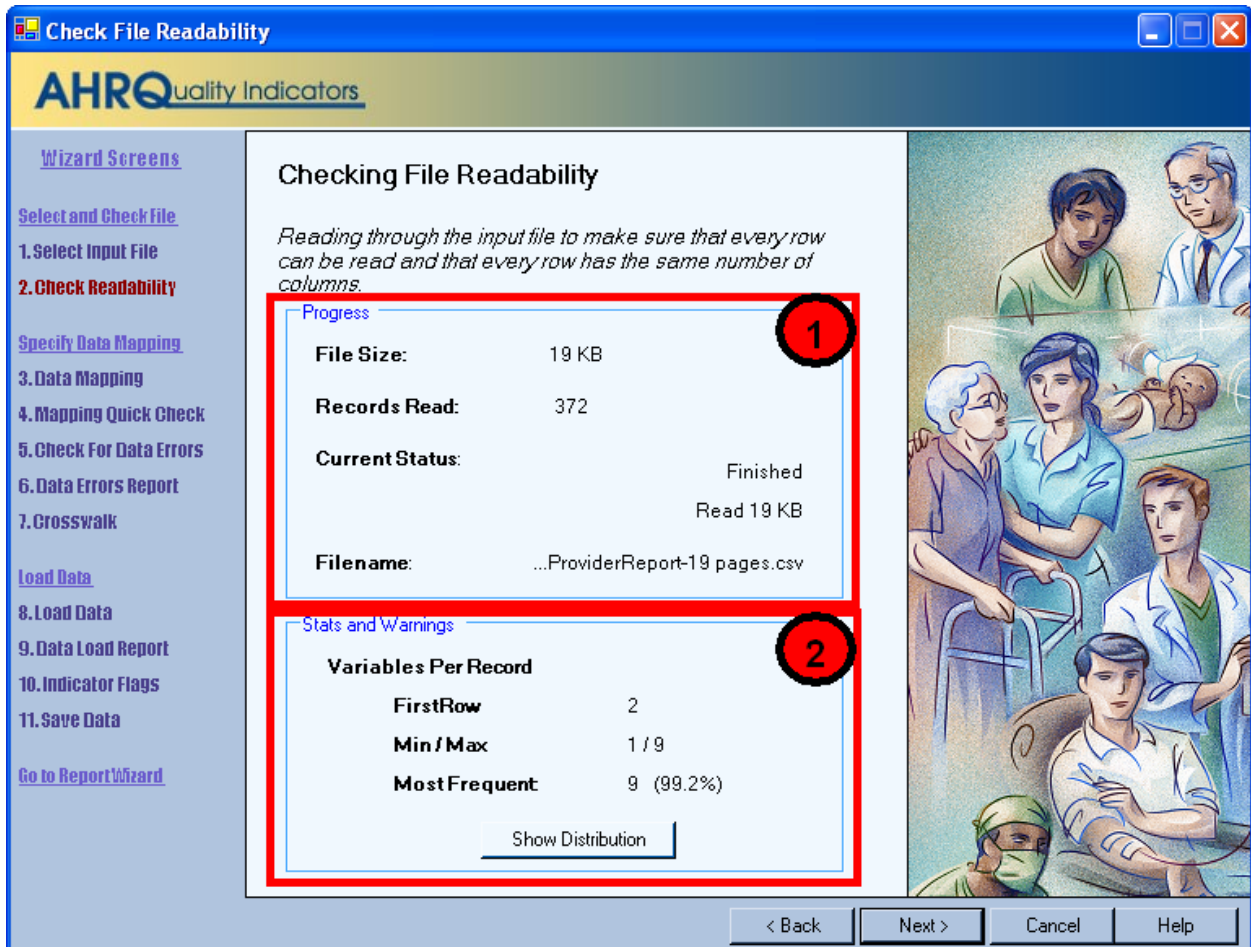 Check File Readability
AHRQuality Indicators
Wizard Screens
Select and Check File
1. Select Input File
2. Check Readability
Specify Data Mapping
3. Data Mapping
4. Mapping Quick Check
5. Check For Data Errors
6. Data Errors Report
7. Crosswalk
Load Data
8. Load Data
9. Data Load Report
10. Indicator Flags
11. Save Data
Go to Report Wizard
Checking File Readability
Reading through the input file to make sure that every row
can be read and that every row has the same number of
columns.
Progress
1
File Size: 19 KB
Records Read: 372
Current Status:
Finished
Read 19 KB
Filename: ...ProviderReport-19 pages.csv
Stats and Warnings
2
Variables Per Record
FirstRow 2
Min / Max 1 / 9
Most Frequent 9 (99.2%)
Show Distribution
< Back Next > Cancel Help